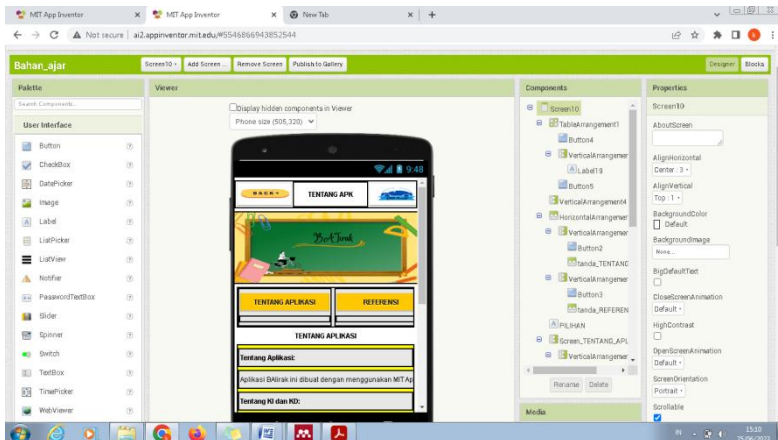 MIT App Inventor
MIT App Inventor
New Tab
Not secure | ai2.appinventor.mit.edu/#5546866943852544
Bahan_ajar
Screen10
Add Screen ...
Remove Screen
Publish to Gallery
Designer
Blocks
Palette
Viewer
Components
Properties
Search Components...
User Interface
Button
CheckBox
DatePicker
Image
Label
ListPicker
ListView
Notifier
PasswordTextBox
Slider
Spinner
Switch
TextBox
TimePicker
WebViewer
Display hidden components in Viewer
Phone size (505,320)
9:48
BACK
TENTANG APK
TENTANG APLIKASI
REFERENSI
TENTANG APLIKASI
Tentang Aplikasi:
Aplikasi BAlirak ini dibuat dengan menggunakan MIT Ap
Tentang KI dan KD:
Screen10
TableArrangement1
Button4
VerticalArrangemer
Label19
Button5
VerticalArrangement4
HorizontalArrangemer
VerticalArrangemer
Button2
tanda_TENTANG
VerticalArrangemer
Button3
tanda_REFEREN
PILIHAN
Screen_TENTANG_APL
VerticalArrangemer
Rename
Delete
Media
Screen10
AboutScreen
AlignHorizontal
Center : 3
AlignVertical
Top : 1
BackgroundColor
Default
BackgroundImage
None...
BigDefaultText
CloseScreenAnimation
Default
HighContrast
OpenScreenAnimation
Default
ScreenOrientation
Portrait
Scrollable
IN
15:10
25/06/2022